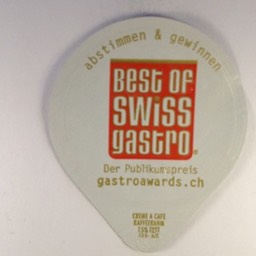 abstimmen & gewinnen
BEST OF
SWiSS
gastro
Der Publikumspreis
gastroawards.ch
CREME A CAFE
KAFFEERAHM